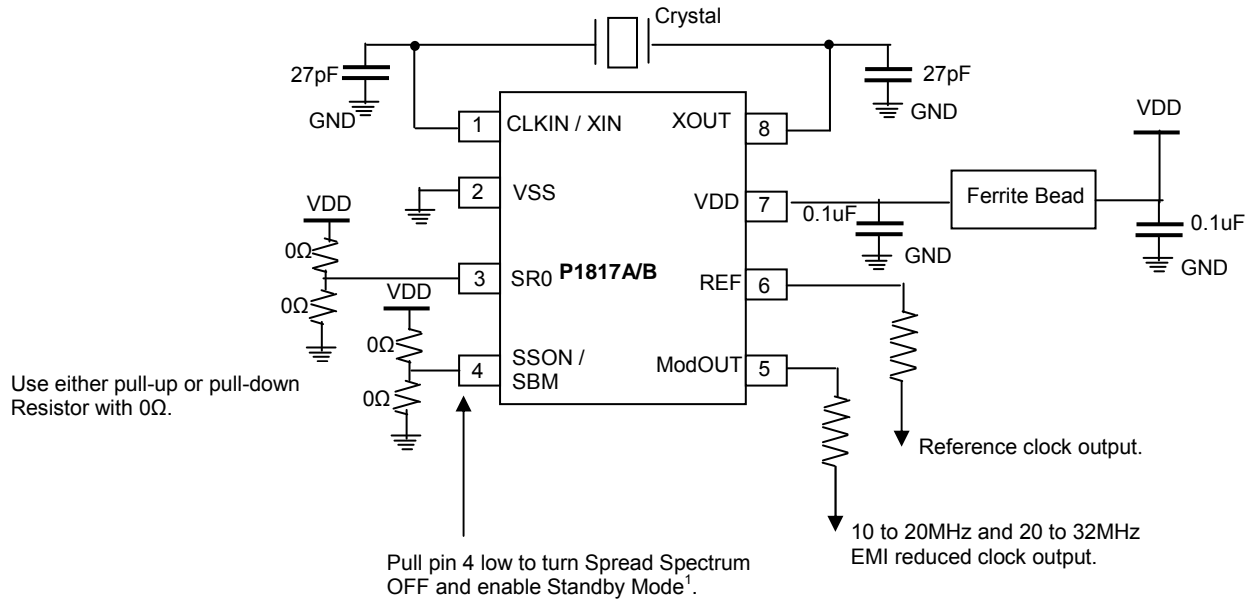 Crystal
27pF
27pF
GND
GND
VDD
1
CLKIN / XIN
XOUT
8
2
VSS
VDD
7
0.1uF
GND
Ferrite Bead
0.1uF
GND
VDD
0Ω
0Ω
3
SR0
P1817A/B
REF
6
VDD
0Ω
0Ω
4
SSON /
SBM
ModOUT
5
Use either pull-up or pull-down
Resistor with 0Ω.
Reference clock output.
10 to 20MHz and 20 to 32MHz
EMI reduced clock output.
Pull pin 4 low to turn Spread Spectrum
OFF and enable Standby Mode¹.